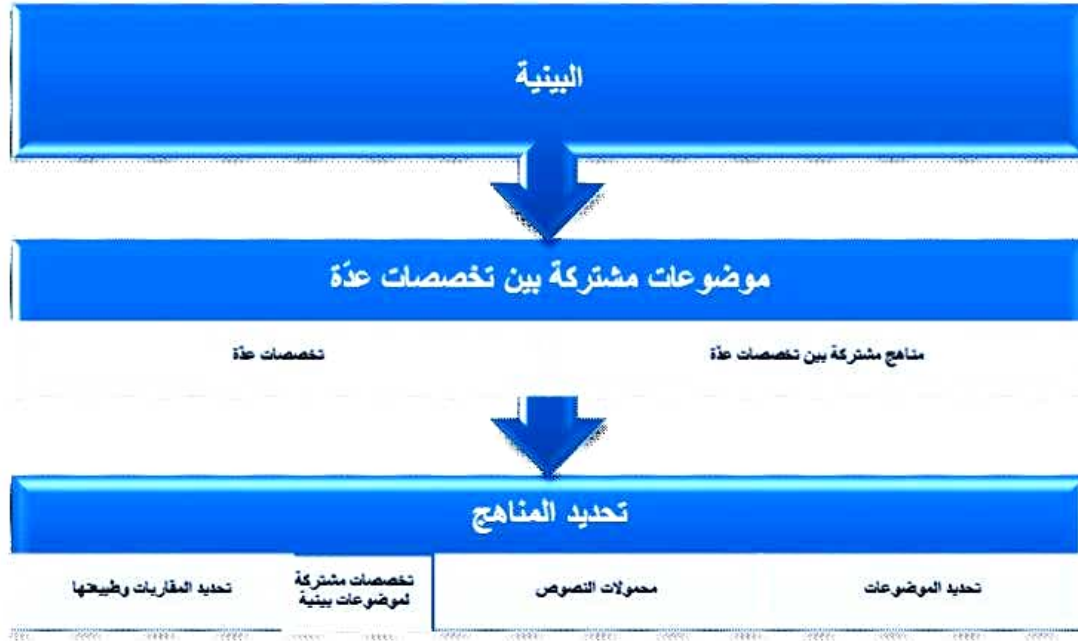 البينية
موضوعات مشتركة بين تخصصات عدّة
مناهج مشتركة بين تخصصات عدّة
تخصصات عدّة
تحديد المناهج
تحديد الموضوعات
محمولات النصوص
تخصصات مشتركة
لموضوعات بينية
تحديد المقاربات وطبيعتها